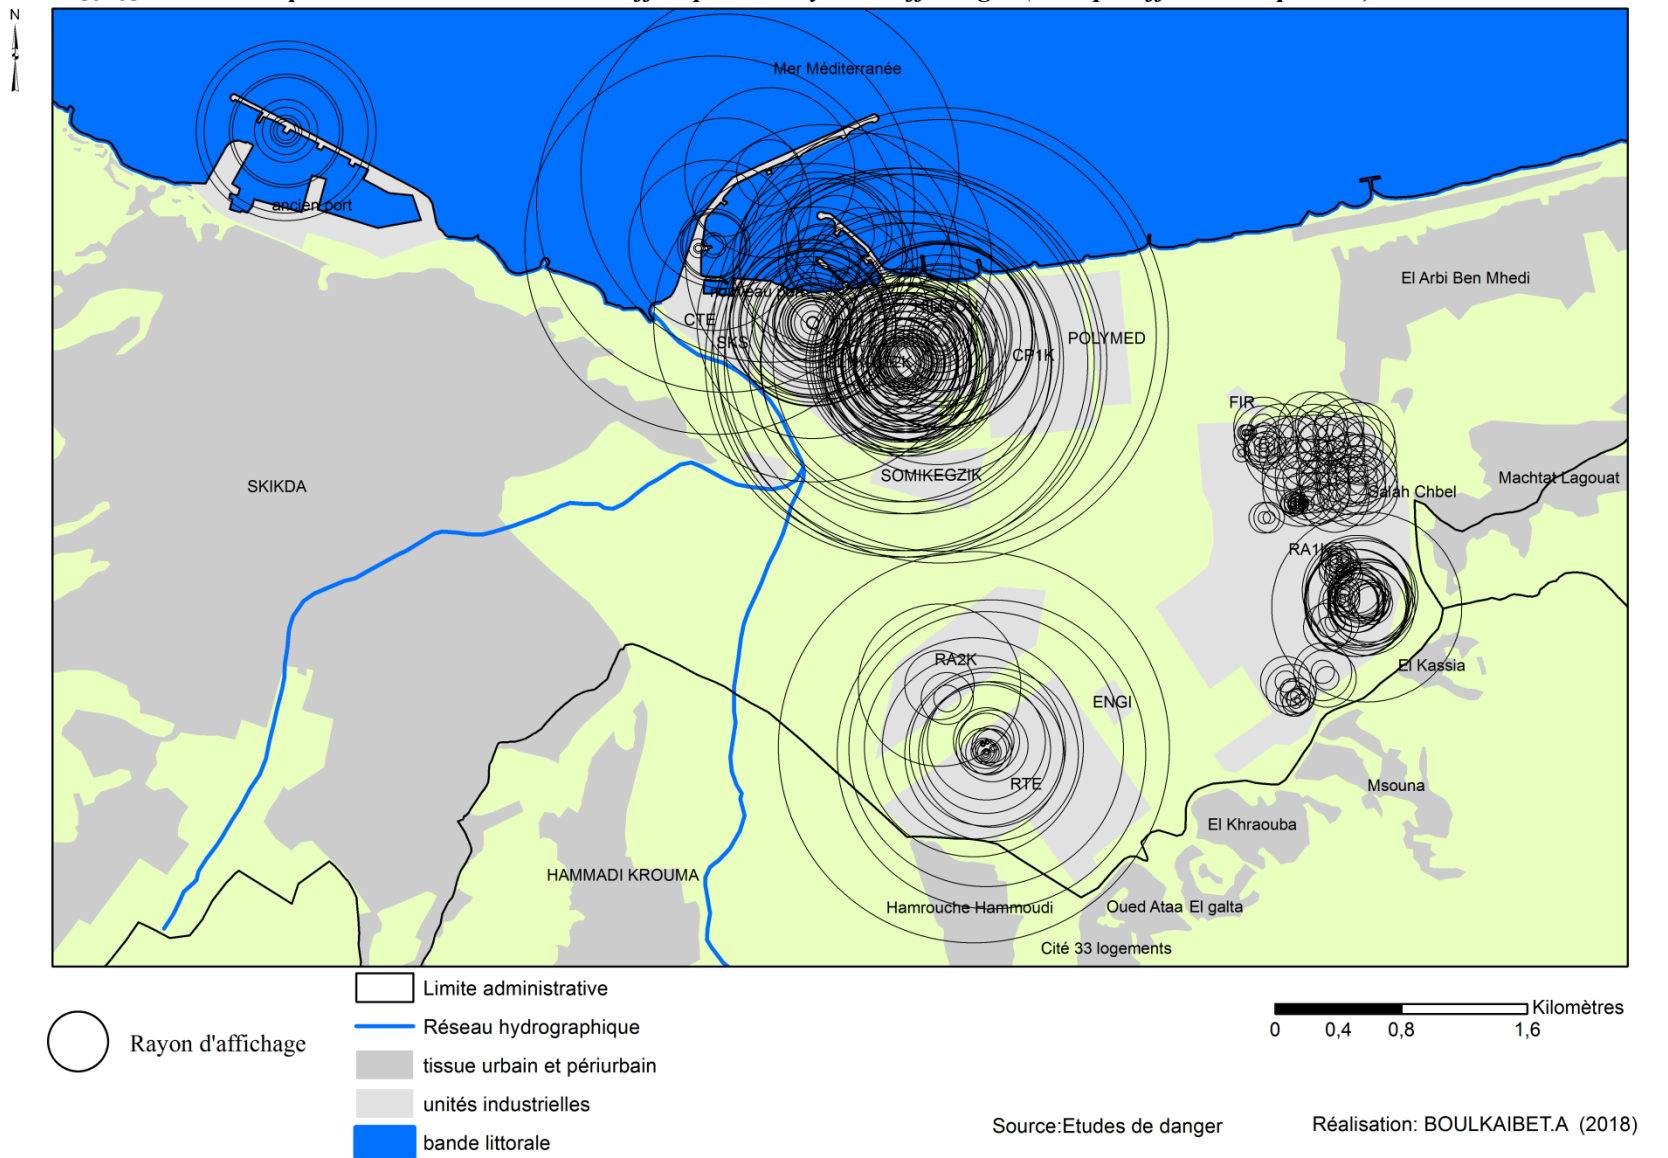 N
Mer Méditerranée
ancien port
El Arbi Ben Mhedi
nouveau port
CTE
SKS
POLYMED
CP1K
FIR
SOMIKEGZIK
SKIKDA
Machtat Lagouat
Salah Chbel
RA1K
RA2K
El Kassia
ENGI
RTE
Msouna
El Khraouba
HAMMADI KROUMA
Hamrouche Hammoudi
Oued Ataa El galta
Cité 33 logements
Limite administrative
Kilomètres
0 0,4 0,8 1,6
Réseau hydrographique
Rayon d'affichage
tissue urbain et périurbain
unités industrielles
Source:Etudes de danger
Réalisation: BOULKAIBET.A (2018)
bande littorale